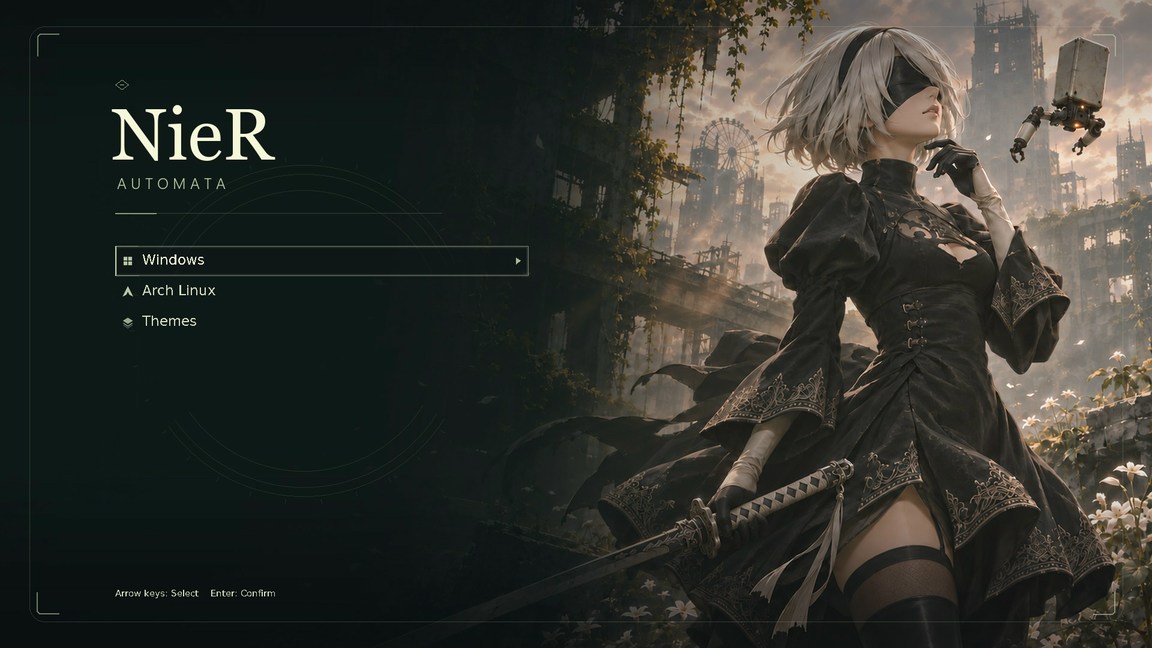 NieR
AUTOMATA
Windows
Arch Linux
Themes
Arrow keys: Select Enter: Confirm